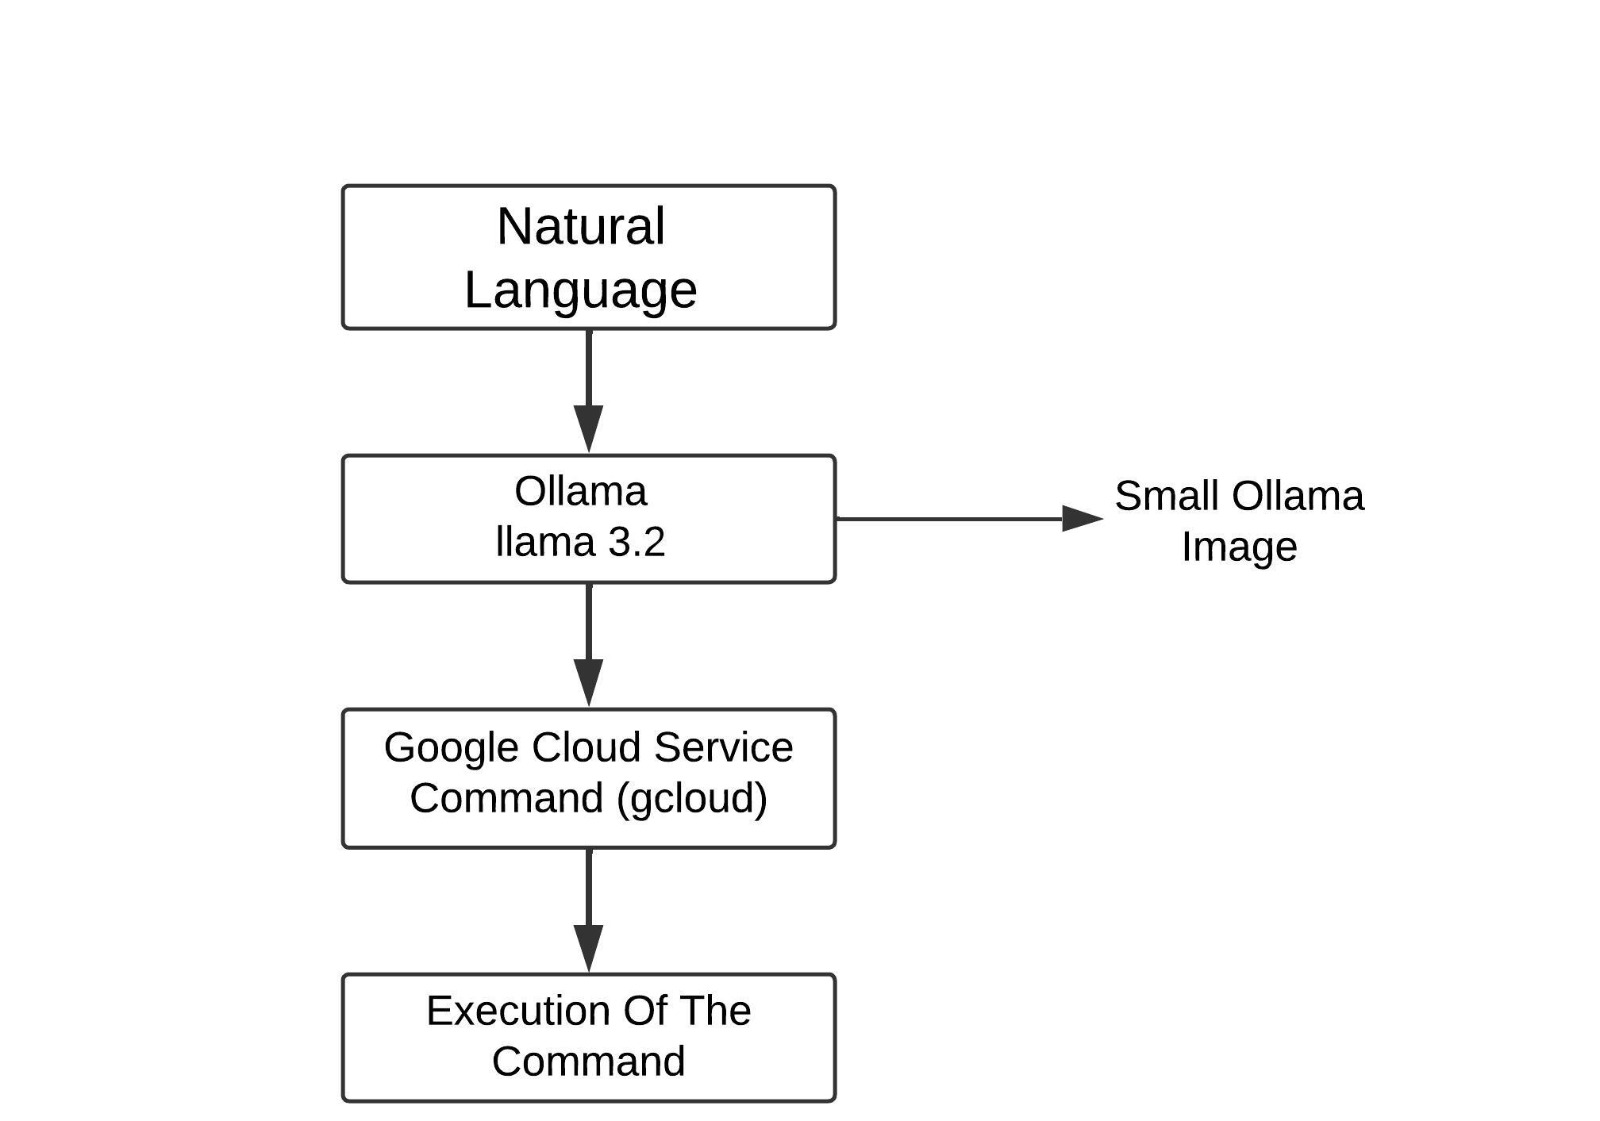 Natural
Language
Ollama
llama 3.2
Small Ollama
Image
Google Cloud Service
Command (gcloud)
Execution Of The
Command